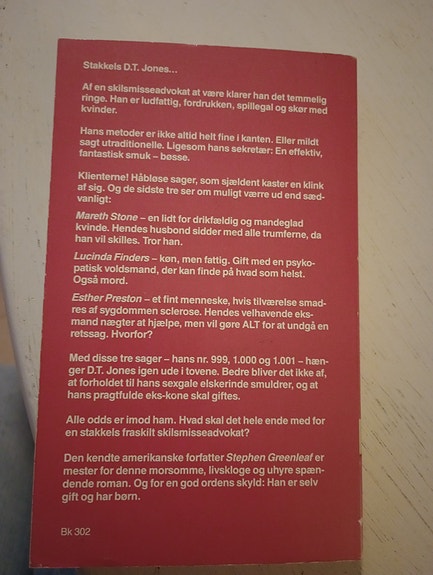 Stakkels D.T. Jones...
Af en skilsmisseadvokat at være klarer han det temmelig
ringe. Han er ludfattig, fordrukken, spillegal og skør med
kvinder.
Hans metoder er ikke altid helt fine i kanten. Eller mildt
sagt utraditionelle. Ligesom hans sekretær: En effektiv,
fantastisk smuk – bøsse.
Klienterne! Håbløse sager, som sjældent kaster en klink
af sig. Og de sidste tre ser om muligt værre ud end sæd-
vanligt:
Mareth Stone – en lidt for drikfældig og mandeglad
kvinde. Hendes husbond sidder med alle trumferne, da
han vil skilles. Tror han.
Lucinda Finders – køn, men fattig. Gift med en psyko-
patisk voldsmand, der kan finde på hvad som helst.
Også mord.
Esther Preston – et fint menneske, hvis tilværelse smad-
res af sygdommen sclerose. Hendes velhavende eks-
mand nægter at hjælpe, men vil gøre ALT for at undgå en
retssag. Hvorfor?
Med disse tre sager – hans nr. 999, 1.000 og 1.001 – hæn-
ger D.T. Jones igen ude i tovene. Bedre bliver det ikke af,
at forholdet til hans sexgale elskerinde smuldrer, og at
hans pragtfulde eks-kone skal giftes.
Alle odds er imod ham. Hvad skal det hele ende med for
en stakkels fraskilt skilsmisseadvokat?
Den kendte amerikanske forfatter Stephen Greenleaf er
mester for denne morsomme, livskloge og uhyre spæn-
dende roman. Og for en god ordens skyld: Han er selv
gift og har børn.
Bk 302